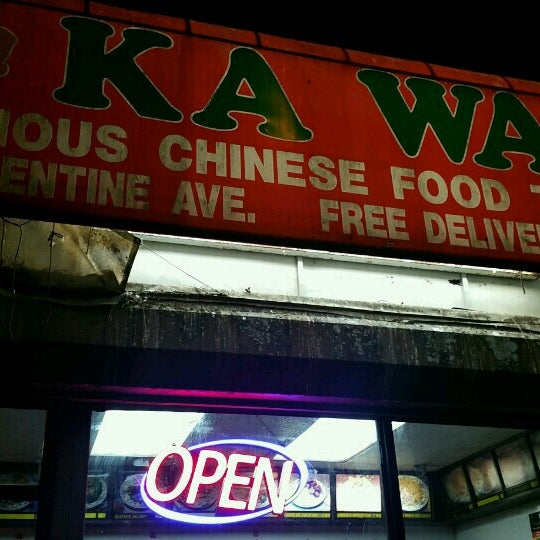 KA WA
IOUS CHINESE FOOD T
ENTINE AVE. FREE DELIVE
OPEN